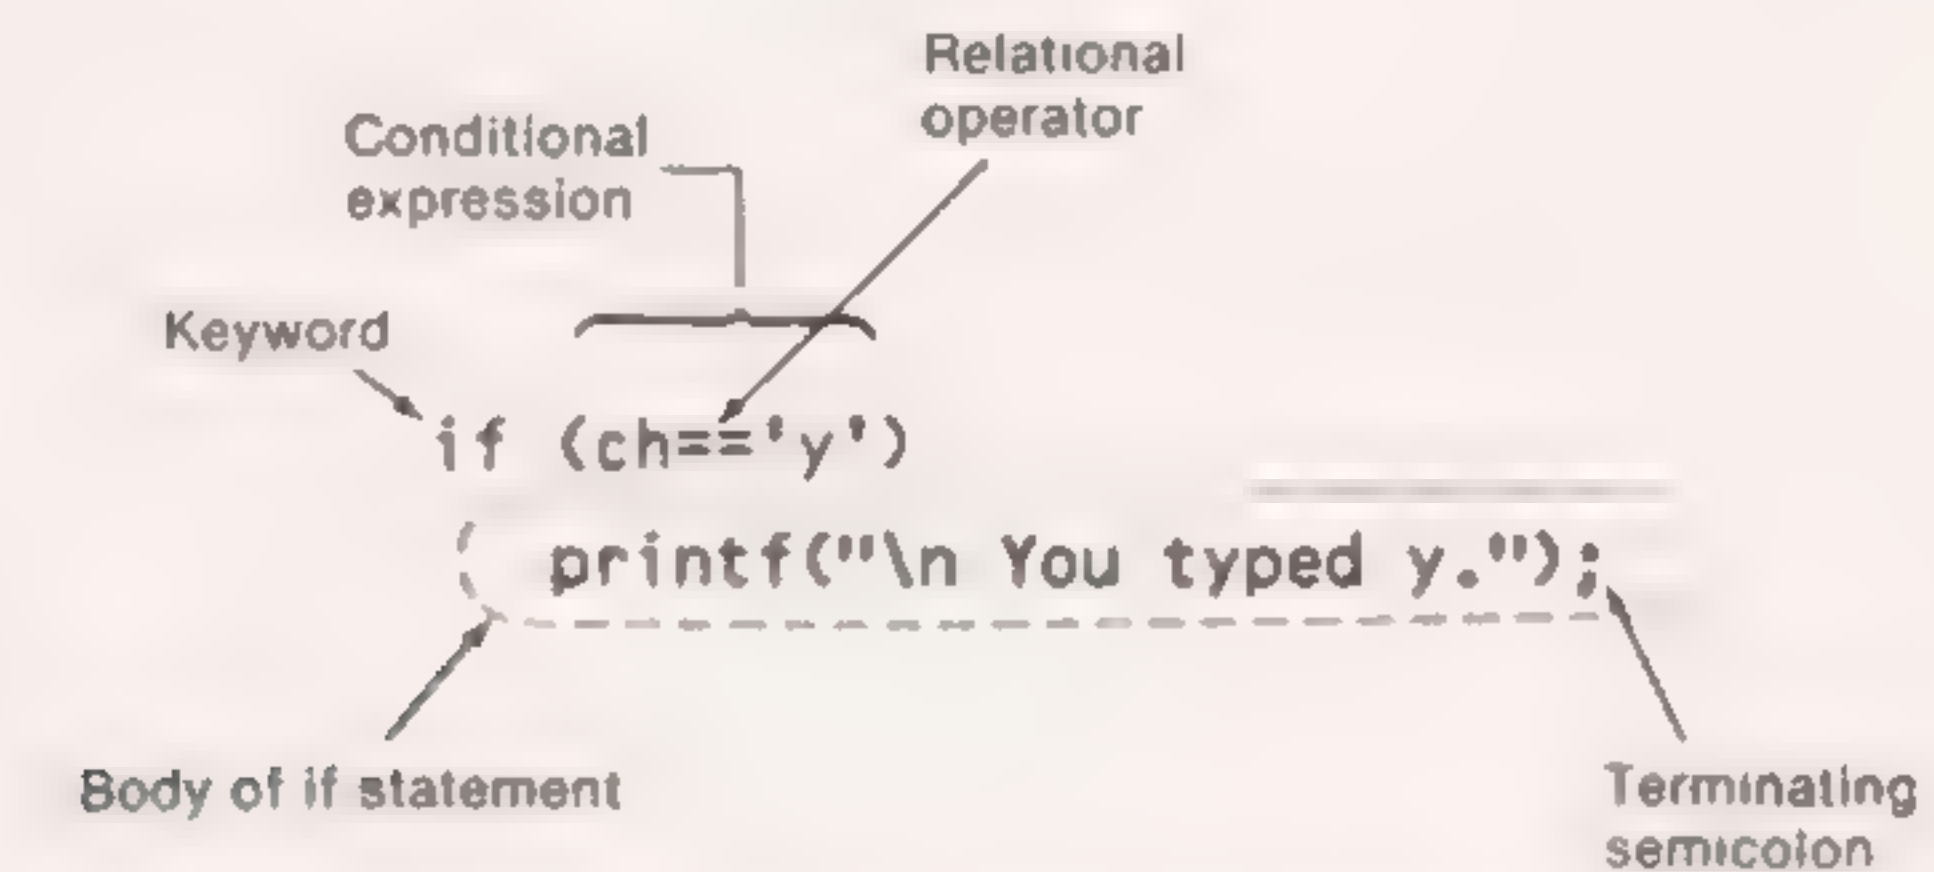 Relational
operator
Conditional
expression
Keyword
if (ch=='y')
printf("\n You typed y.");
Body of if statement
Terminating
semicolon